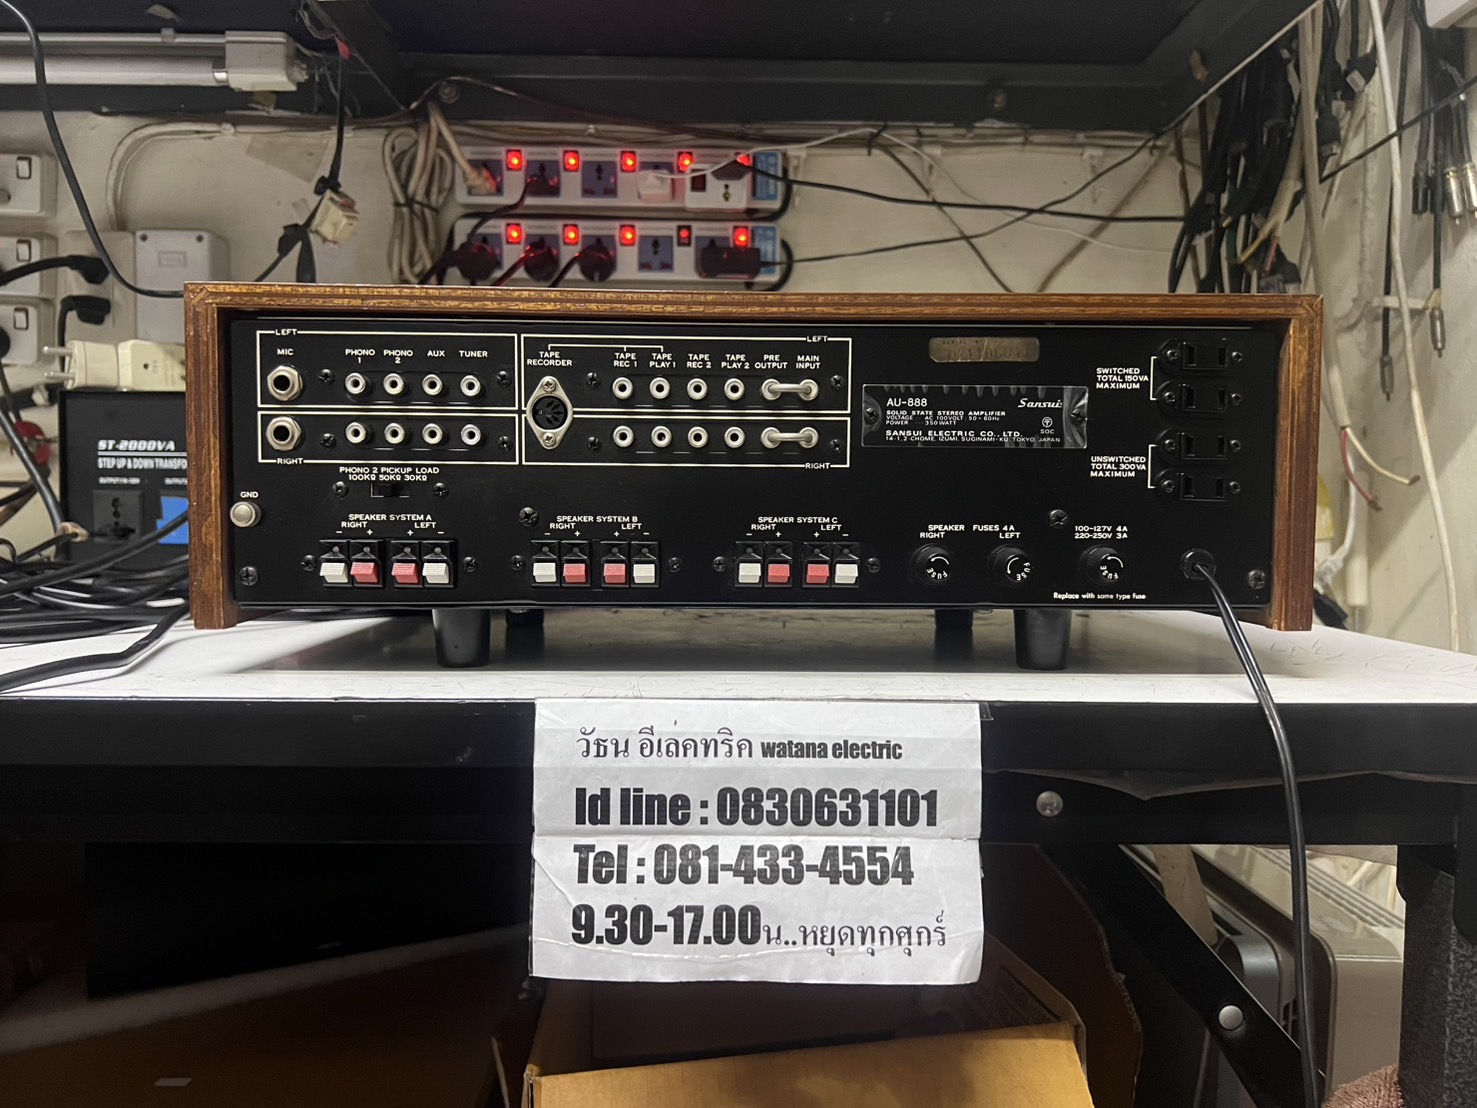 ST-2000VA
STEP UP & DOWN TRANSFO
LEFT
MIC
PHONO 1
PHONO 2
AUX
TUNER
RIGHT
LEFT
TAPE RECORDER
TAPE REC 1
TAPE PLAY 1
TAPE REC 2
TAPE PLAY 2
PRE OUTPUT
MAIN INPUT
RIGHT
AU-888
Sansui
SOLID STATE STEREO AMPLIFIER
VOLTAGE AC 100VOLT 50-60Hz
POWER 350WATT
SOC
SANSUI ELECTRIC CO., LTD.
14-1, 2-CHOME, IZUMI, SUGINAMI-KU, TOKYO, JAPAN
SWITCHED
TOTAL 150VA
MAXIMUM
UNSWITCHED
TOTAL 300VA
MAXIMUM
PHONO 2 PICKUP LOAD
100KΩ 50KΩ 30KΩ
GND
SPEAKER SYSTEM A
RIGHT LEFT
- + + -
SPEAKER SYSTEM B
RIGHT LEFT
- + + -
SPEAKER SYSTEM C
RIGHT LEFT
- + + -
SPEAKER FUSES 4A
RIGHT LEFT
FUSE
FUSE
100-127V 4A
220-250V 3A
FUSE
Replace with same type fuse
วัธน อีเล่คทริค watana electric
Id line : 0830631101
Tel : 081-433-4554
9.30-17.00น..หยุดทุกศุกร์